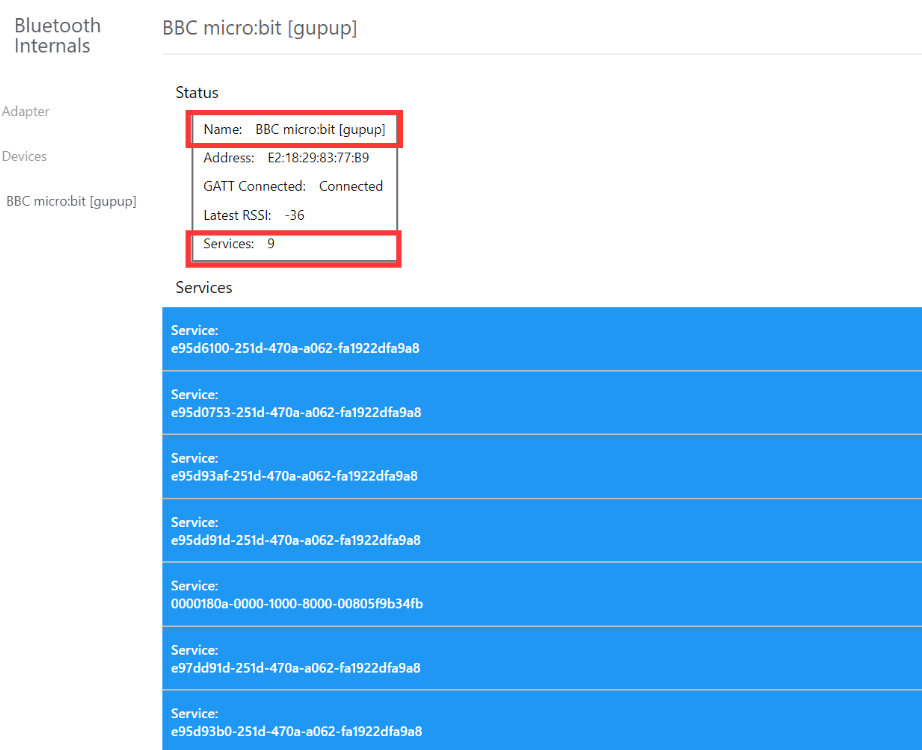 Bluetooth
Internals
BBC micro:bit [gupup]
Adapter
Devices
BBC micro:bit [gupup]
Status
Name: BBC micro:bit [gupup]
Address: E2:18:29:83:77:B9
GATT Connected: Connected
Latest RSSI: -36
Services: 9
Services
Service:
e95d6100-251d-470a-a062-fa1922dfa9a8
Service:
e95d0753-251d-470a-a062-fa1922dfa9a8
Service:
e95d93af-251d-470a-a062-fa1922dfa9a8
Service:
e95dd91d-251d-470a-a062-fa1922dfa9a8
Service:
0000180a-0000-1000-8000-00805f9b34fb
Service:
e97dd91d-251d-470a-a062-fa1922dfa9a8
Service:
e95d93b0-251d-470a-a062-fa1922dfa9a8